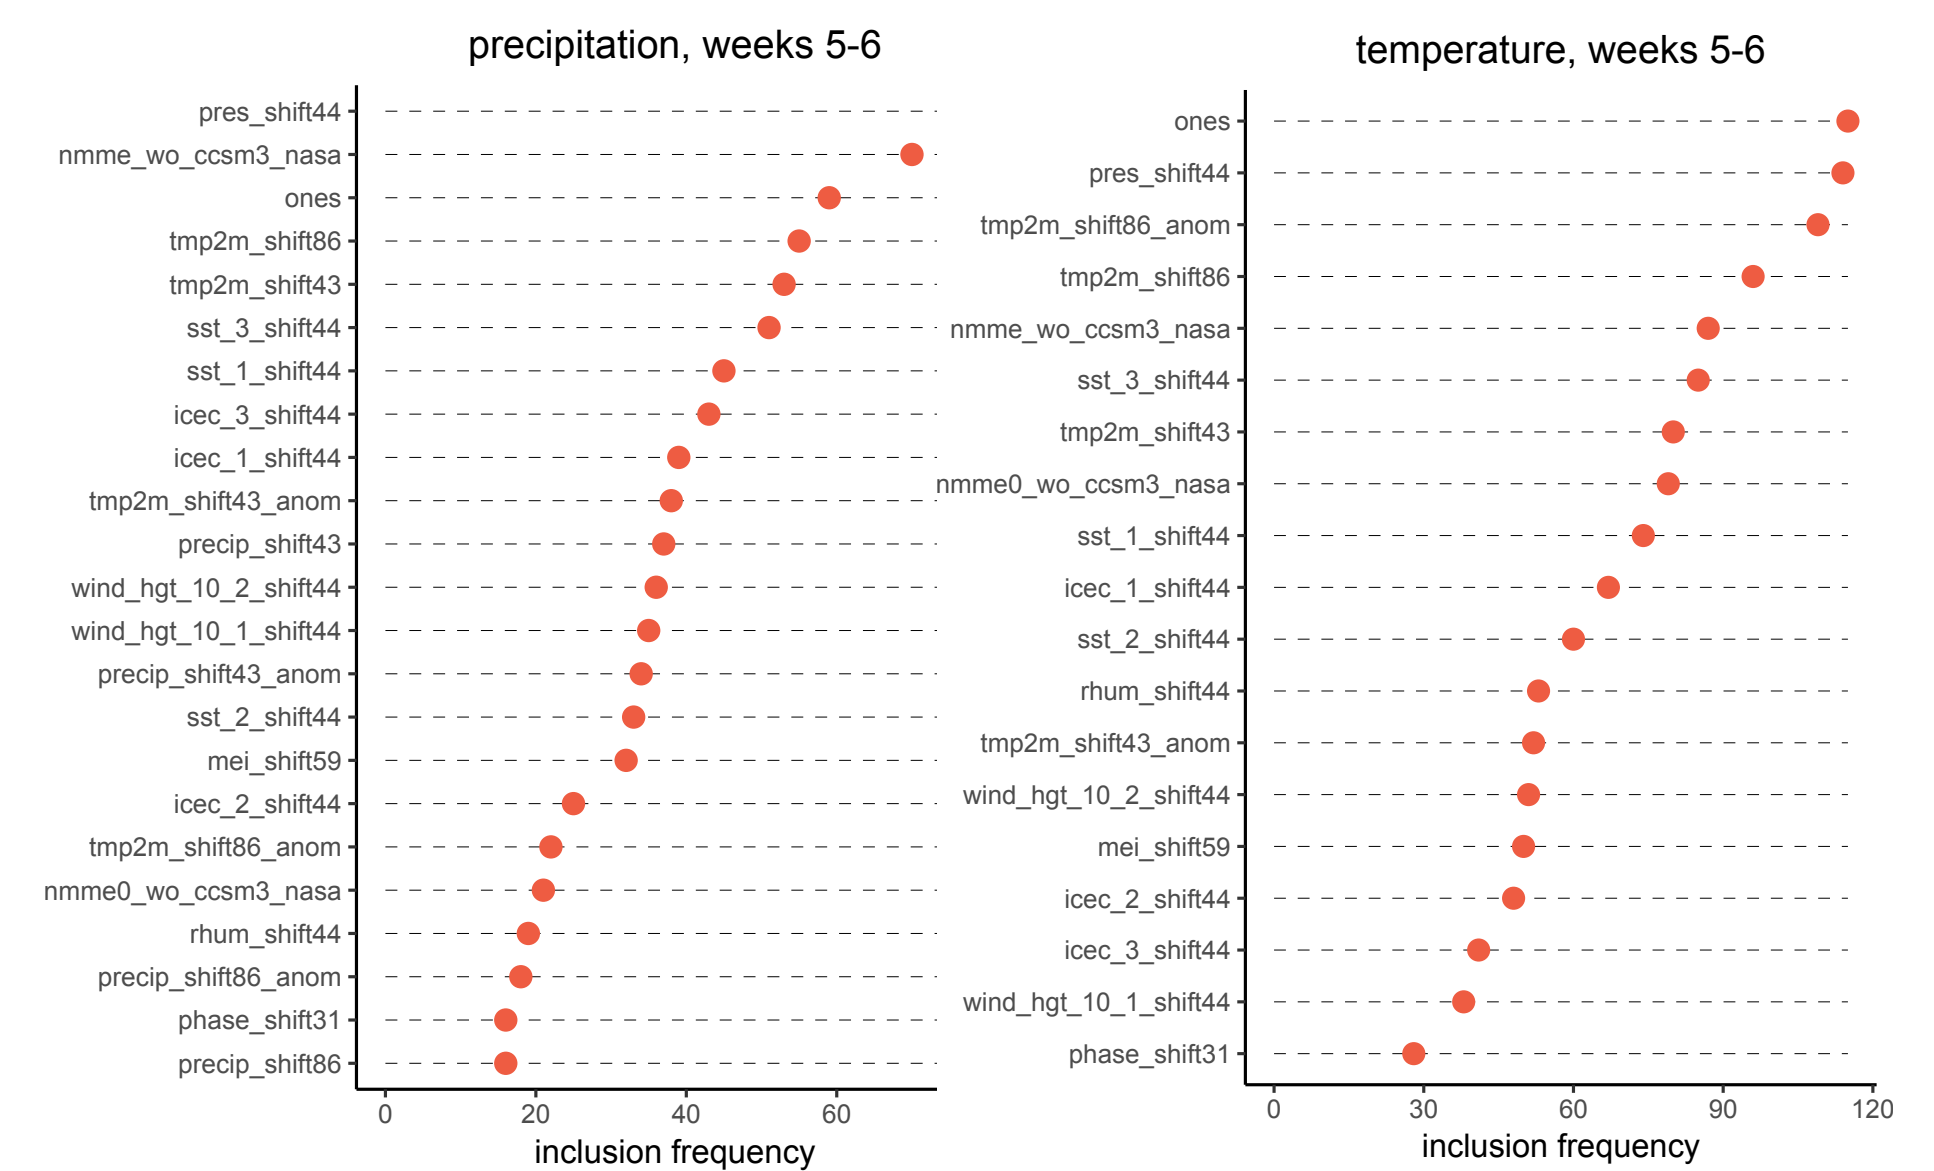 precipitation, weeks 5-6
pres_shift44
nmme_wo_ccsm3_nasa
ones
tmp2m_shift86
tmp2m_shift43
sst_3_shift44
sst_1_shift44
icec_3_shift44
icec_1_shift44
tmp2m_shift43_anom
precip_shift43
wind_hgt_10_2_shift44
wind_hgt_10_1_shift44
precip_shift43_anom
sst_2_shift44
mei_shift59
icec_2_shift44
tmp2m_shift86_anom
nmme0_wo_ccsm3_nasa
rhum_shift44
precip_shift86_anom
phase_shift31
precip_shift86
0 20 40 60
inclusion frequency
temperature, weeks 5-6
ones
pres_shift44
tmp2m_shift86_anom
tmp2m_shift86
nmme_wo_ccsm3_nasa
sst_3_shift44
tmp2m_shift43
nmme0_wo_ccsm3_nasa
sst_1_shift44
icec_1_shift44
sst_2_shift44
rhum_shift44
tmp2m_shift43_anom
wind_hgt_10_2_shift44
mei_shift59
icec_2_shift44
icec_3_shift44
wind_hgt_10_1_shift44
phase_shift31
0 30 60 90 120
inclusion frequency